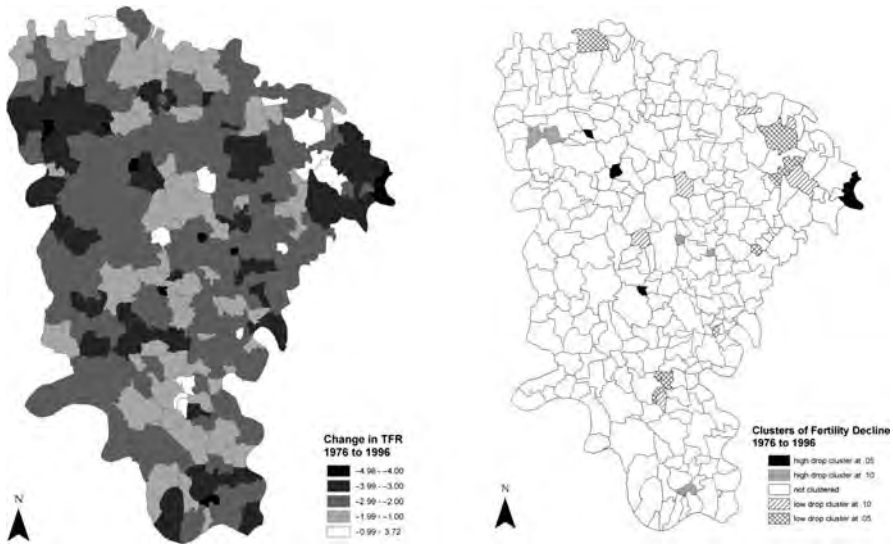 Change in TFR
1976 to 1996
-4.98 - -4.00
-3.99 - -3.00
-2.99 - -2.00
-1.99 - -1.00
-0.99 - 3.72
N
Clusters of Fertility Decline
1976 to 1996
high drop cluster at .05
high drop cluster at .10
not clustered
low drop cluster at .10
low drop cluster at .05
N